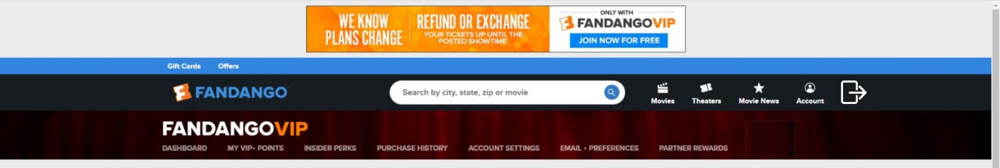 WE KNOW
PLANS CHANGE
REFUND OR EXCHANGE
YOUR TICKETS UP UNTIL THE
POSTED SHOWTIME
ONLY WITH
FANDANGOVIP
JOIN NOW FOR FREE
Gift Cards Offers
FANDANGO
Search by city, state, zip or movie
Movies Theaters Movie News Account
FANDANGOVIP
DASHBOARD MY VIP+ POINTS INSIDER PERKS PURCHASE HISTORY ACCOUNT SETTINGS EMAIL + PREFERENCES PARTNER REWARDS